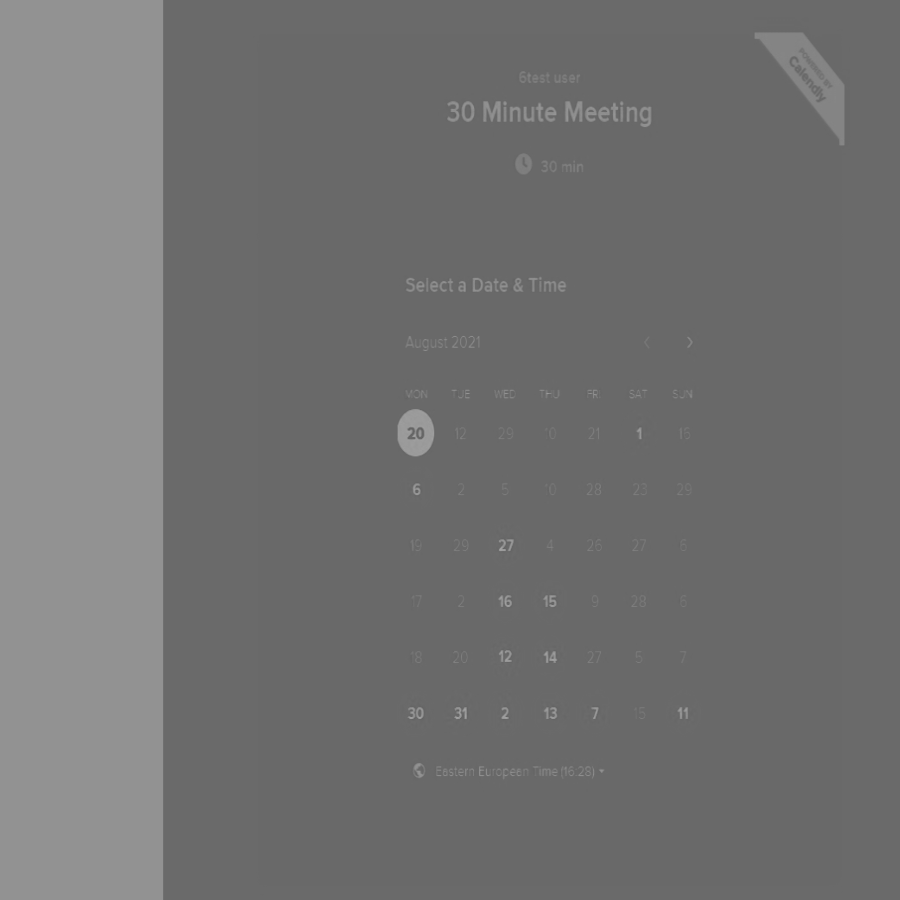 POWERED BY
Calendly
6test user
30 Minute Meeting
30 min
Select a Date & Time
August 2021
MON TUE WED THU FRI SAT SUN
20 12 29 10 21 1 15
6 2 5 10 28 23 29
19 29 27 4 26 27 6
17 2 16 15 9 28 6
18 20 12 14 27 5 7
30 31 2 13 7 15 11
Eastern European Time (16:28)